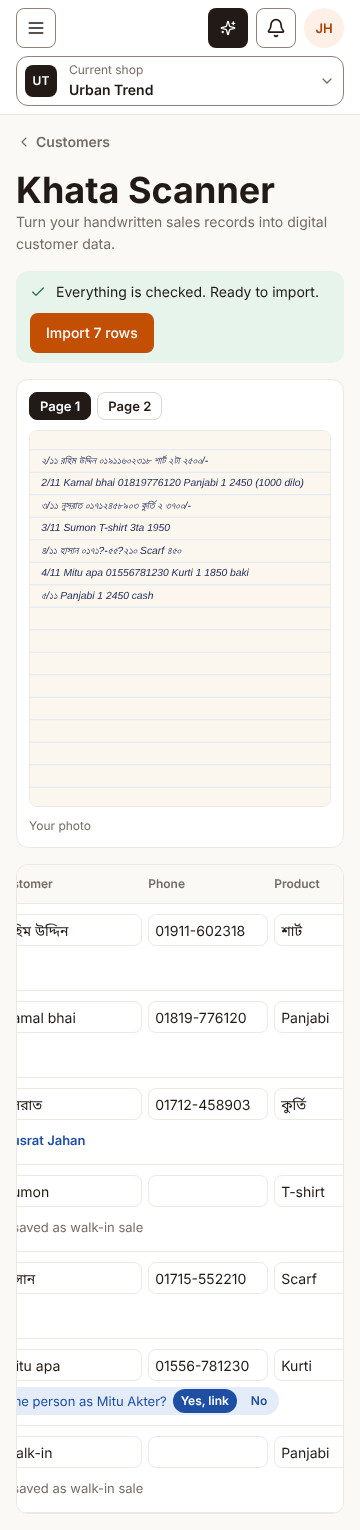 JH
UT
Current shop
Urban Trend
Customers
Khata Scanner
Turn your handwritten sales records into digital
customer data.
Everything is checked. Ready to import.
Import 7 rows
Page 1 Page 2
২/১১ রহিম উদ্দিন ০১৯১১৬০২৩১৮ শার্ট ২টা ২৫০০/-
2/11 Kamal bhai 01819776120 Panjabi 1 2450 (1000 dilo)
৩/১১ নুসরাত ০১৭১২৪৫৮৯০৩ কুর্তি ২ ৩৭০০/-
3/11 Sumon T-shirt 3ta 1950
৪/১১ হাসান ০১৭১?-৫৫?২১০ Scarf ৪৫০
4/11 Mitu apa 01556781230 Kurti 1 1850 baki
৫/১১ Panjabi 1 2450 cash
Your photo
stomer Phone Product
হিম উদ্দিন 01911-602318 শার্ট
amal bhai 01819-776120 Panjabi
সরাত 01712-458903 কুর্তি
usrat Jahan
umon T-shirt
saved as walk-in sale
সান 01715-552210 Scarf
itu apa 01556-781230 Kurti
ne person as Mitu Akter? Yes, link No
alk-in Panjabi
saved as walk-in sale